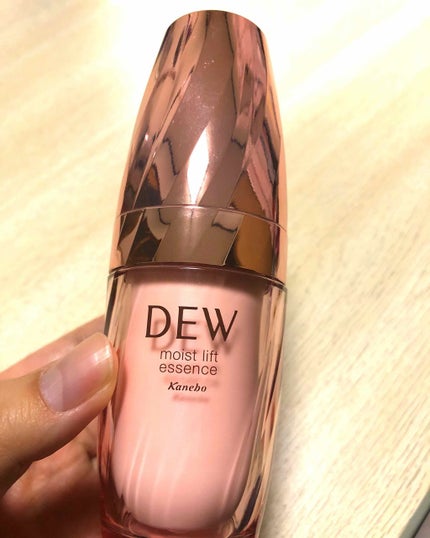 DEW
moist lift
essence
Kanebo